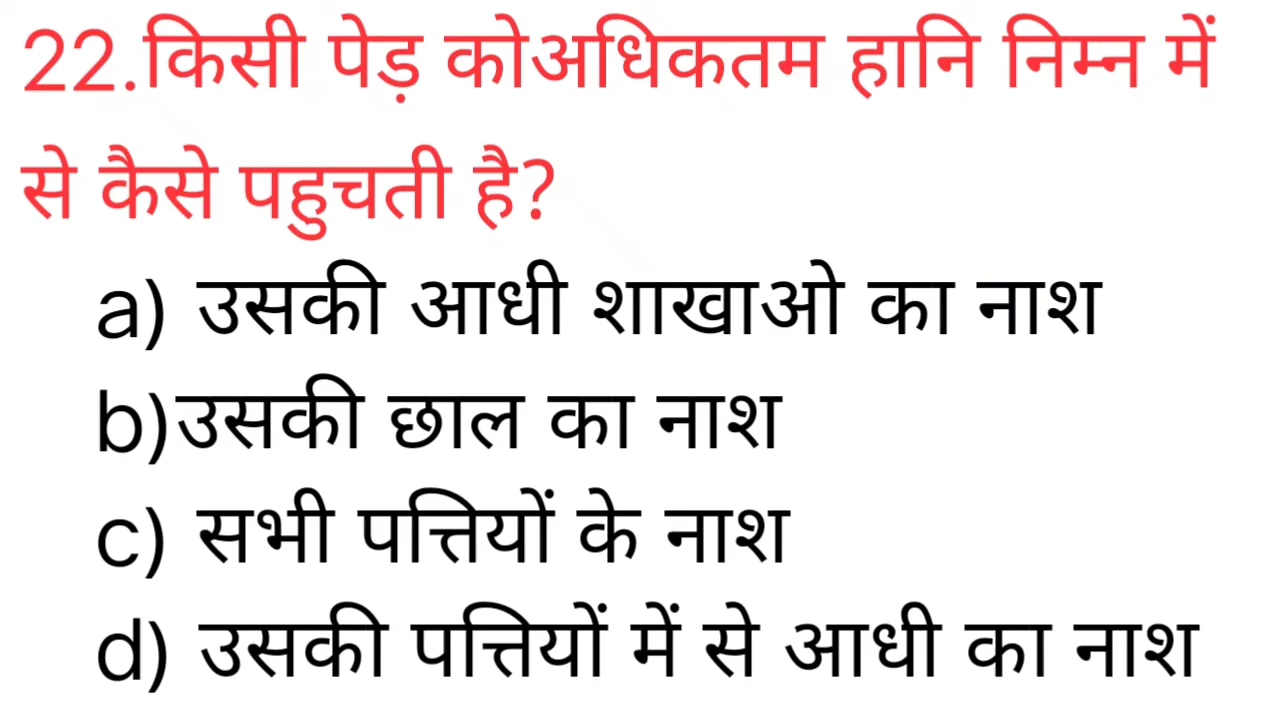 22.किसी पेड़ कोअधिकतम हानि निम्न में
से कैसे पहुचती है?
a) उसकी आधी शाखाओ का नाश
b)उसकी छाल का नाश
c) सभी पत्तियों के नाश
d) उसकी पत्तियों में से आधी का नाश